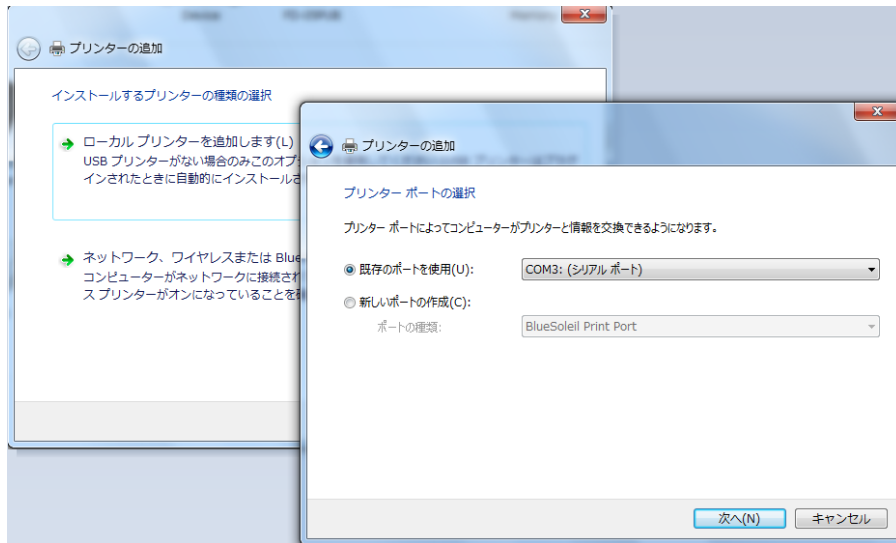 プリンターの追加
インストールするプリンターの種類の選択
ローカル プリンターを追加します(L)
USB プリンターがない場合のみこのオプ
インされたときに自動的にインストールさ
ネットワーク、ワイヤレスまたは Blue
コンピューターがネットワークに接続され
ス プリンターがオンになっていることを確
プリンターの追加
プリンター ポートの選択
プリンター ポートによってコンピューターがプリンターと情報を交換できるようになります。
既存のポートを使用(U):
COM3: (シリアル ポート)
新しいポートの作成(C):
ポートの種類:
BlueSoleil Print Port
次へ(N)
キャンセル